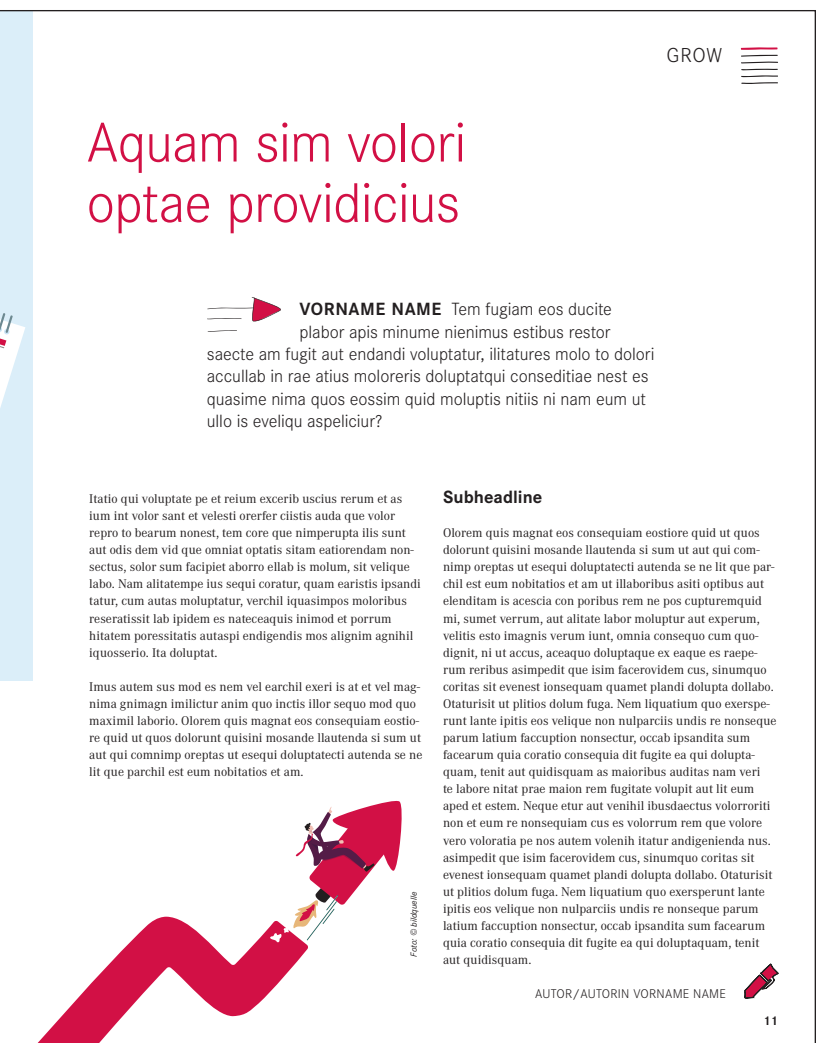 GROW
Aquam sim volori
optae providicius
VORNAME NAME Tem fugiam eos ducite
plabor apis minume nienimus estibus restor
saecte am fugit aut endandi voluptatur, ilitatures molo to dolori
accullab in rae atius moloreris doluptatqui conseditiae nest es
quasime nima quos eossim quid moluptis nitiis ni nam eum ut
ullo is eveliqu aspeliciur?
Itatio qui voluptate pe et reium excerib uscius rerum et as
ium int volor sant et velesti orerfer ciistis auda que volor
repro to bearum nonest, tem core que nimperupta ilis sunt
aut odis dem vid que omniat optatis sitam eatiorendam non-
sectus, solor sum facipiet aborro ellab is molum, sit velique
labo. Nam alitatempe ius sequi coratur, quam earistis ipsandi
tatur, cum autas moluptatur, verchil iquasimpos moloribus
reseratissit lab ipidem es nateceaquis inimod et porrum
hitatem poressitatis autaspi endigendis mos alignim agnihil
iquosserio. Ita doluptat.
Imus autem sus mod es nem vel earchil exeri is at et vel mag-
nima gnimagn imilictur anim quo inctis illor sequo mod quo
maximil laborio. Olorem quis magnat eos consequiam eostio-
re quid ut quos dolorunt quisini mosande llautenda si sum ut
aut qui comnimp oreptas ut esequi doluptatecti autenda se ne
lit que parchil est eum nobitatios et am.
Foto: © bildquelle
Subheadline
Olorem quis magnat eos consequiam eostiore quid ut quos
dolorunt quisini mosande llautenda si sum ut aut qui com-
nimp oreptas ut esequi doluptatecti autenda se ne lit que par-
chil est eum nobitatios et am ut illaboribus asiti optibus aut
elenditam is acescia con poribus rem ne pos cupturemquid
mi, sumet verrum, aut alitate labor moluptur aut experum,
velitis esto imagnis verum iunt, omnia consequo cum quo-
dignit, ni ut accus, aceaquo doluptaque ex eaque es raepe-
rum reribus asimpedit que isim facerovidem cus, sinumquo
coritas sit evenest ionsequam quamet plandi dolupta dollabo.
Otaturisit ut plitios dolum fuga. Nem liquatium quo exerspe-
runt lante ipitis eos velique non nulparciis undis re nonseque
parum latium faccuption nonsectur, occab ipsandita sum
facearum quia coratio consequia dit fugite ea qui dolupta-
quam, tenit aut quidisquam as maioribus auditas nam veri
te labore nitat prae maion rem fugitate volupit aut lit eum
aped et estem. Neque etur aut venihil ibusdaectus volorroriti
non et eum re nonsequiam cus es volorrum rem que volore
vero voloratia pe nos autem volenih itatur andigenienda nus.
asimpedit que isim facerovidem cus, sinumquo coritas sit
evenest ionsequam quamet plandi dolupta dollabo. Otaturisit
ut plitios dolum fuga. Nem liquatium quo exersperunt lante
ipitis eos velique non nulparciis undis re nonseque parum
latium faccuption nonsectur, occab ipsandita sum facearum
quia coratio consequia dit fugite ea qui doluptaquam, tenit
aut quidisquam.
AUTOR/AUTORIN VORNAME NAME
11